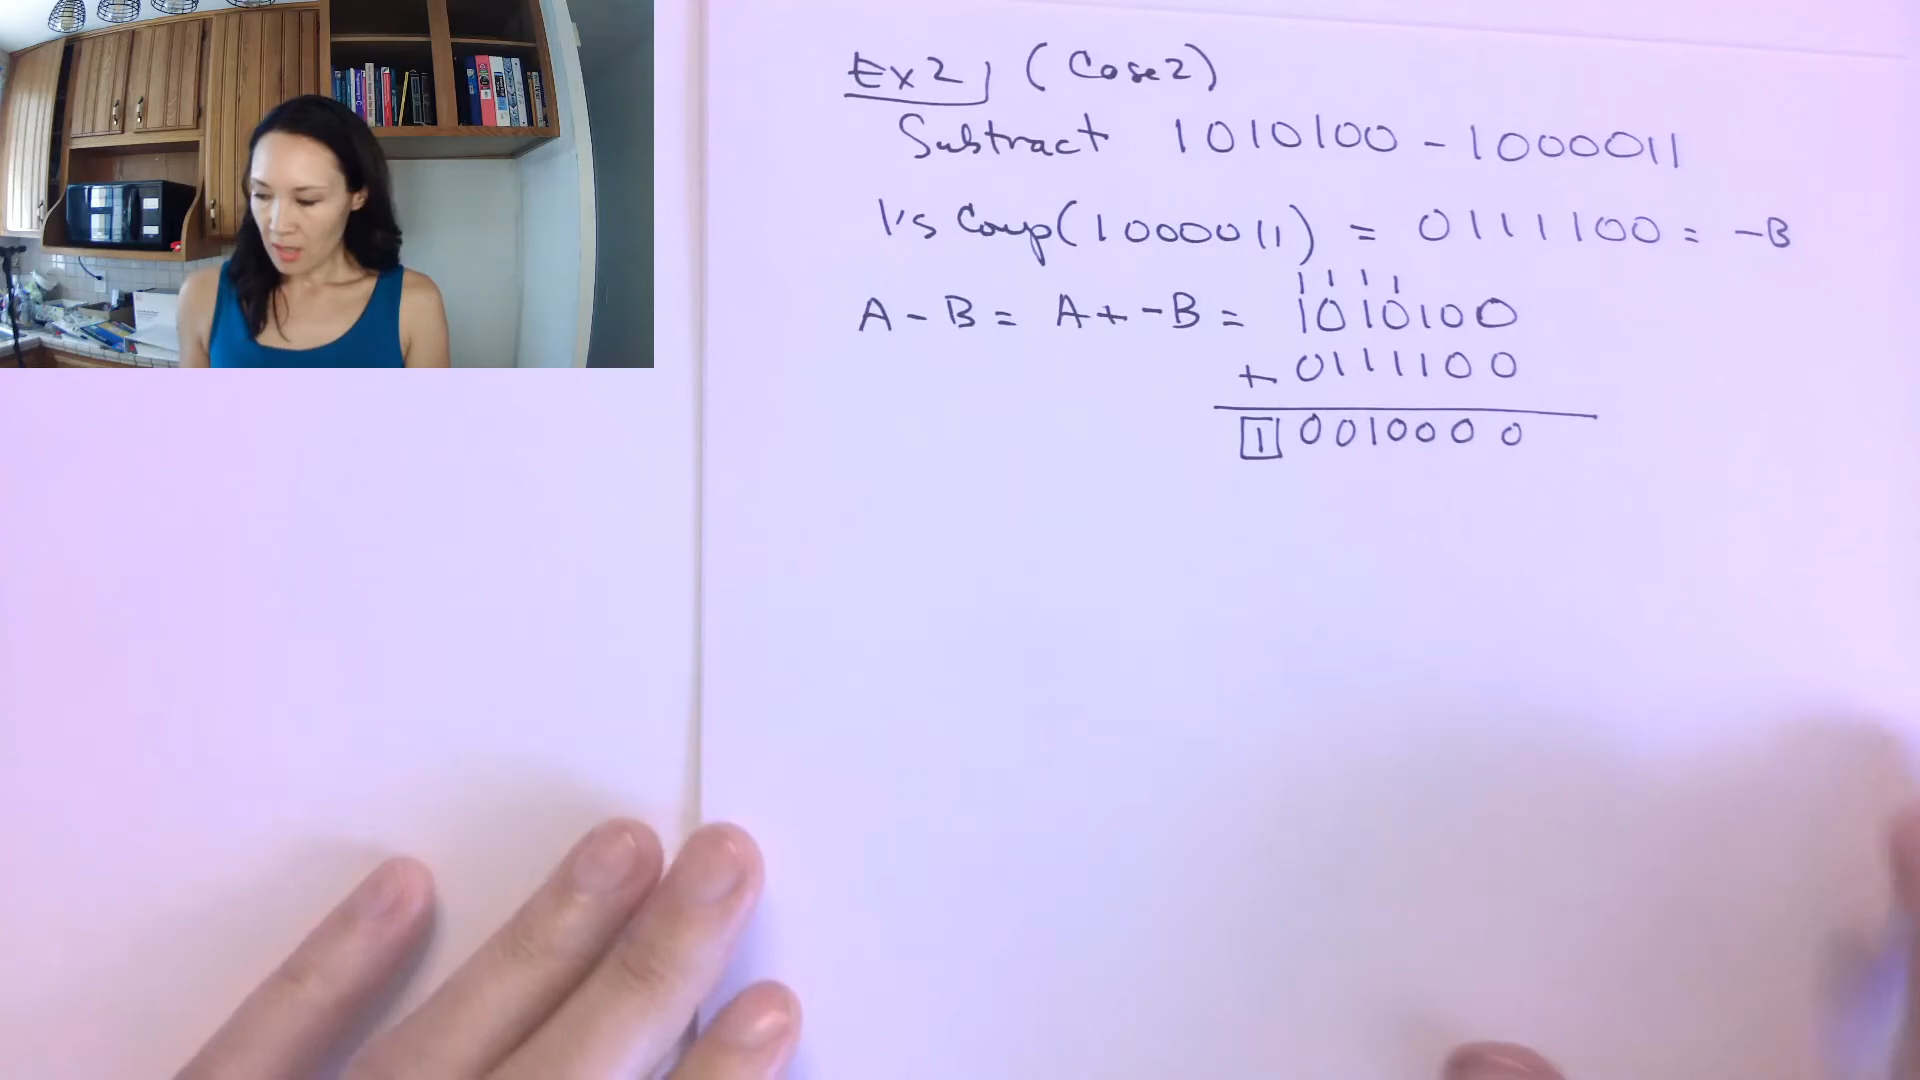 Ex 2 (Case 2)
Subtract 1010100 - 1000011
1's Comp(1000011) = 0111100 = -B
1 1 1 1
A - B = A + -B = 1010100
+ 0111100
1 0010000